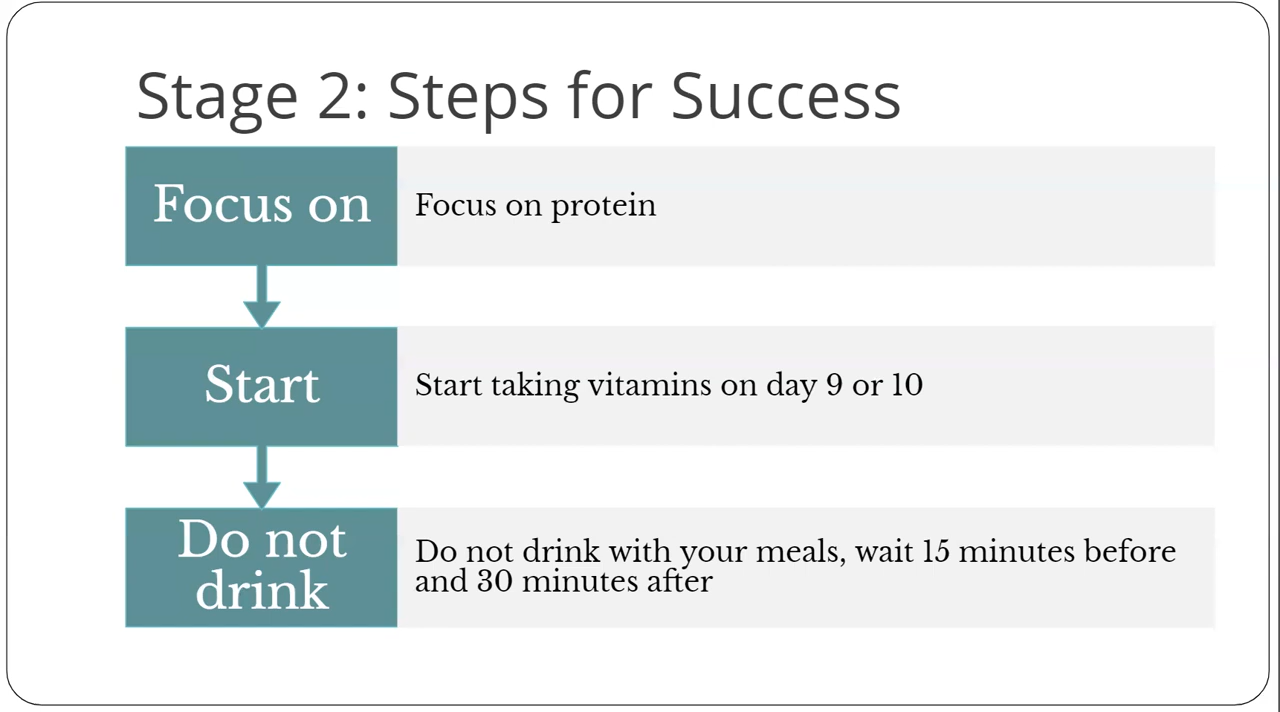 Stage 2: Steps for Success
Focus on
Focus on protein
Start
Start taking vitamins on day 9 or 10
Do not
drink
Do not drink with your meals, wait 15 minutes before
and 30 minutes after